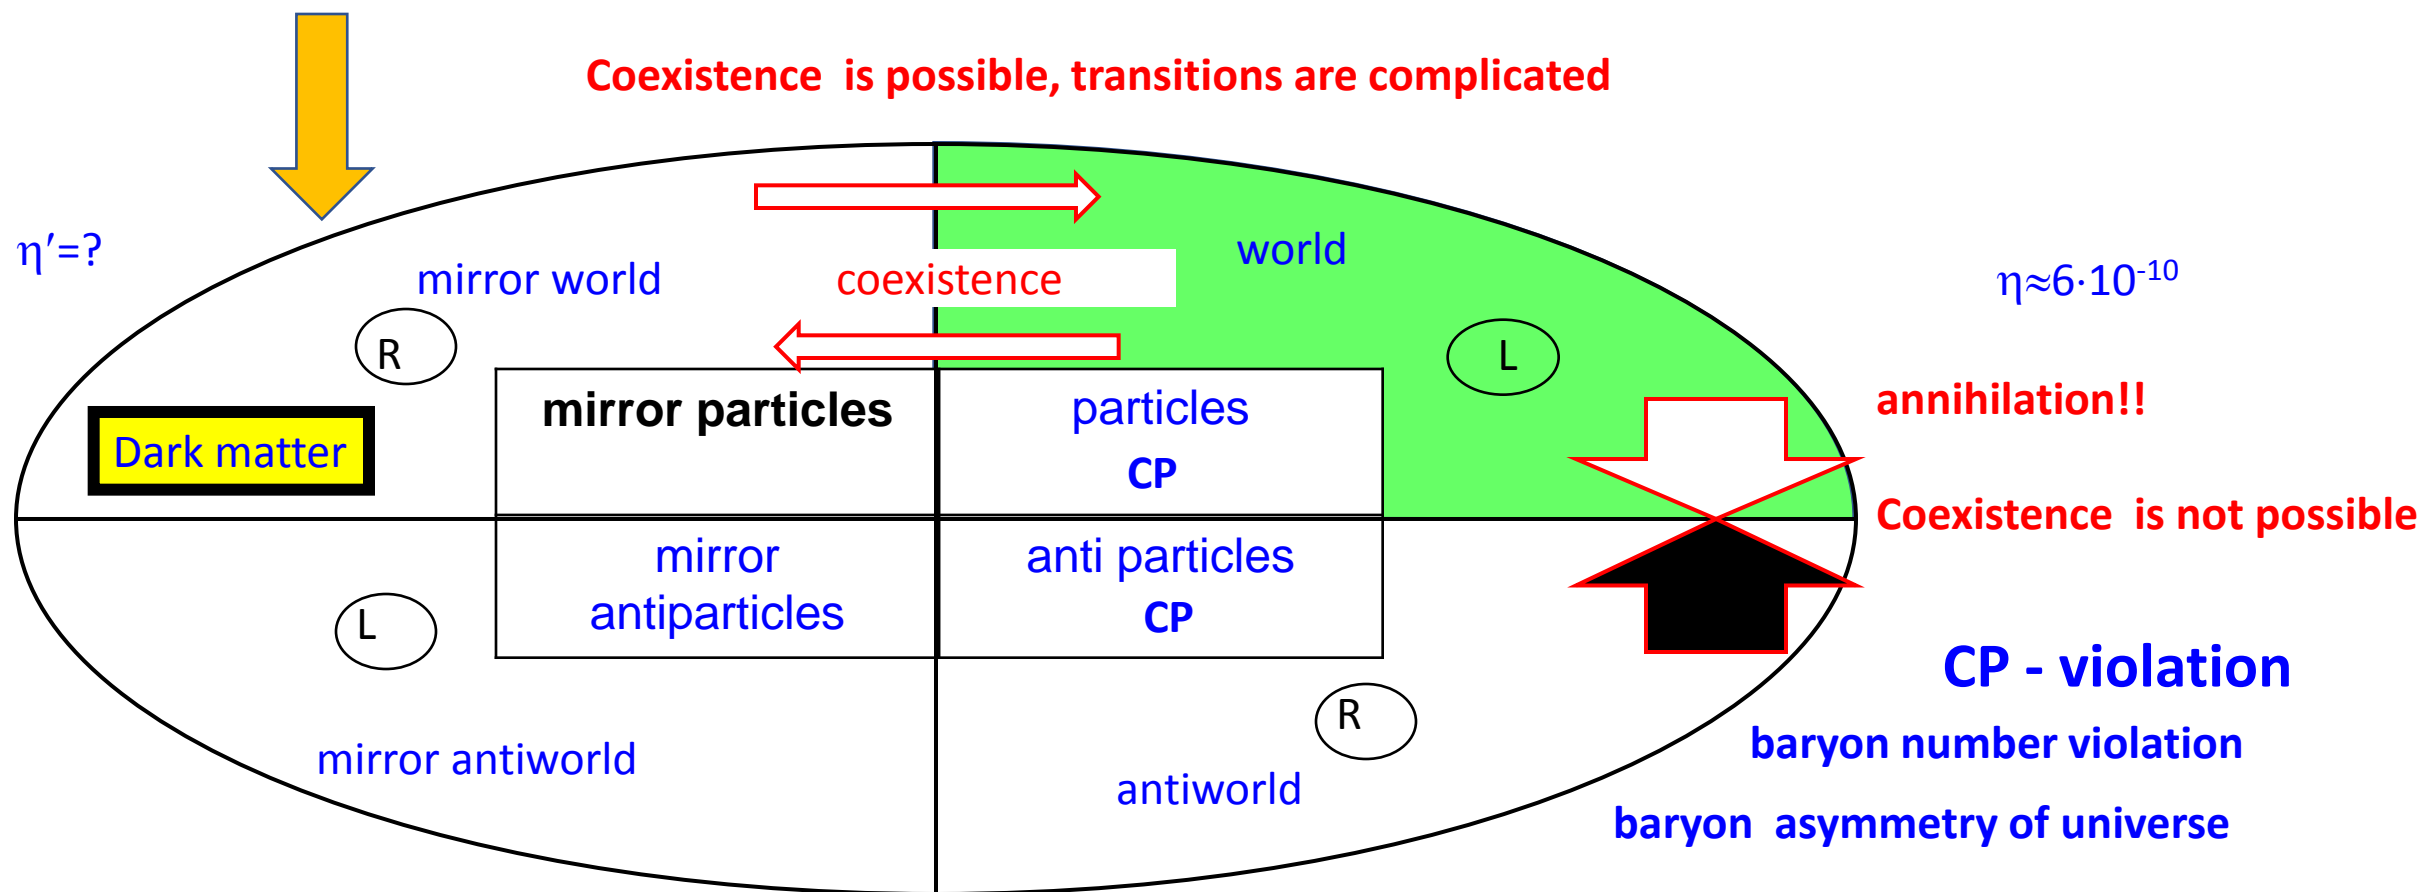 Coexistence  is possible, transitions are complicated
η′=?
mirror world
coexistence
world
η≈6·10⁻¹⁰
R
L
mirror particles
particles
CP
annihilation!!
Dark matter
Coexistence  is not possible
mirror
antiparticles
anti particles
CP
L
R
CP - violation
baryon number violation
mirror antiworld
antiworld
baryon  asymmetry of universe